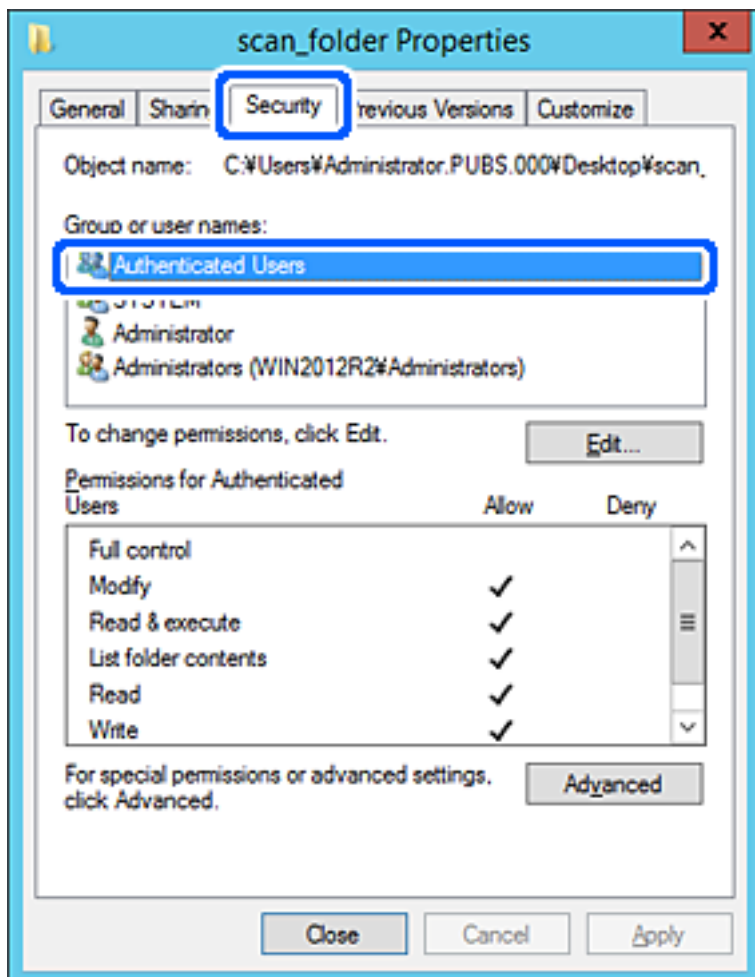 scan_folder Properties
x
General Sharin Security revious Versions Customize
Object name: C:¥Users¥Administrator.PUBS.000¥Desktop¥scan_
Group or user names:
Authenticated Users
SYSTEM
Administrator
Administrators (WIN2012R2¥Administrators)
To change permissions, click Edit.
Edit...
Permissions for Authenticated
Users Allow Deny
Full control
Modify
Read & execute
List folder contents
Read
Write
For special permissions or advanced settings,
click Advanced.
Advanced
Close Cancel Apply